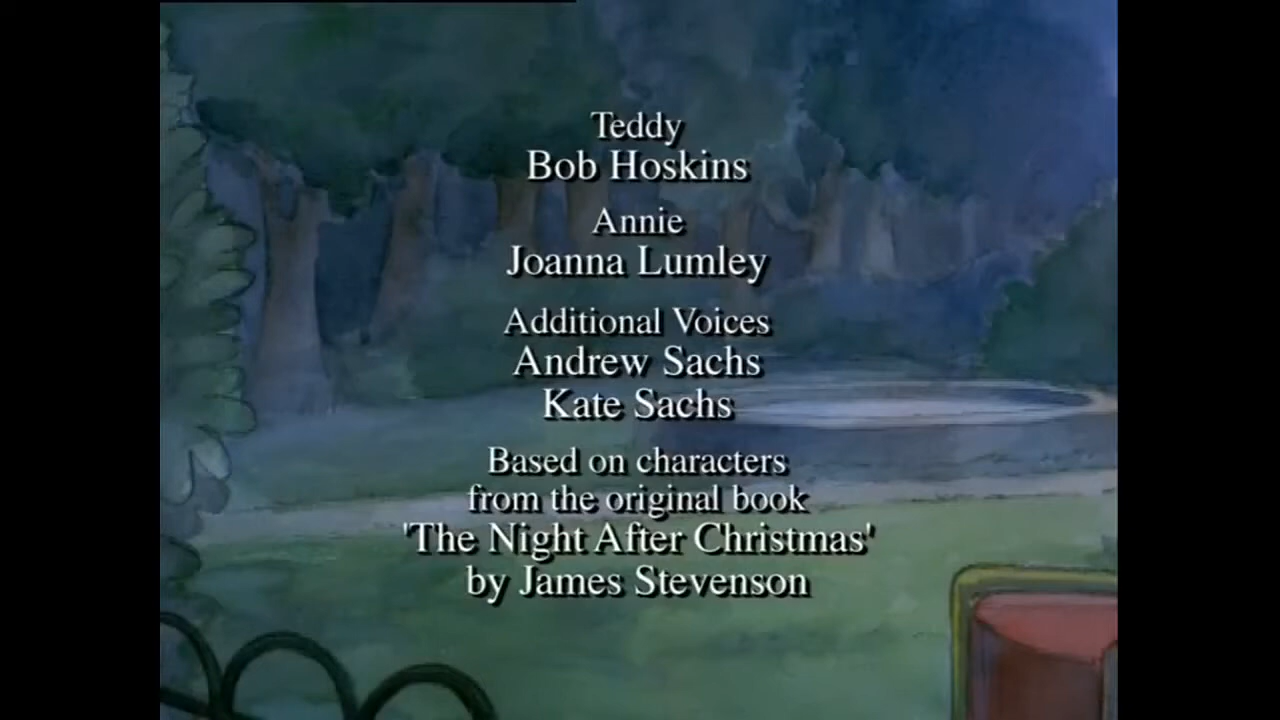 Teddy
Bob Hoskins
Annie
Joanna Lumley
Additional Voices
Andrew Sachs
Kate Sachs
Based on characters
from the original book
'The Night After Christmas'
by James Stevenson